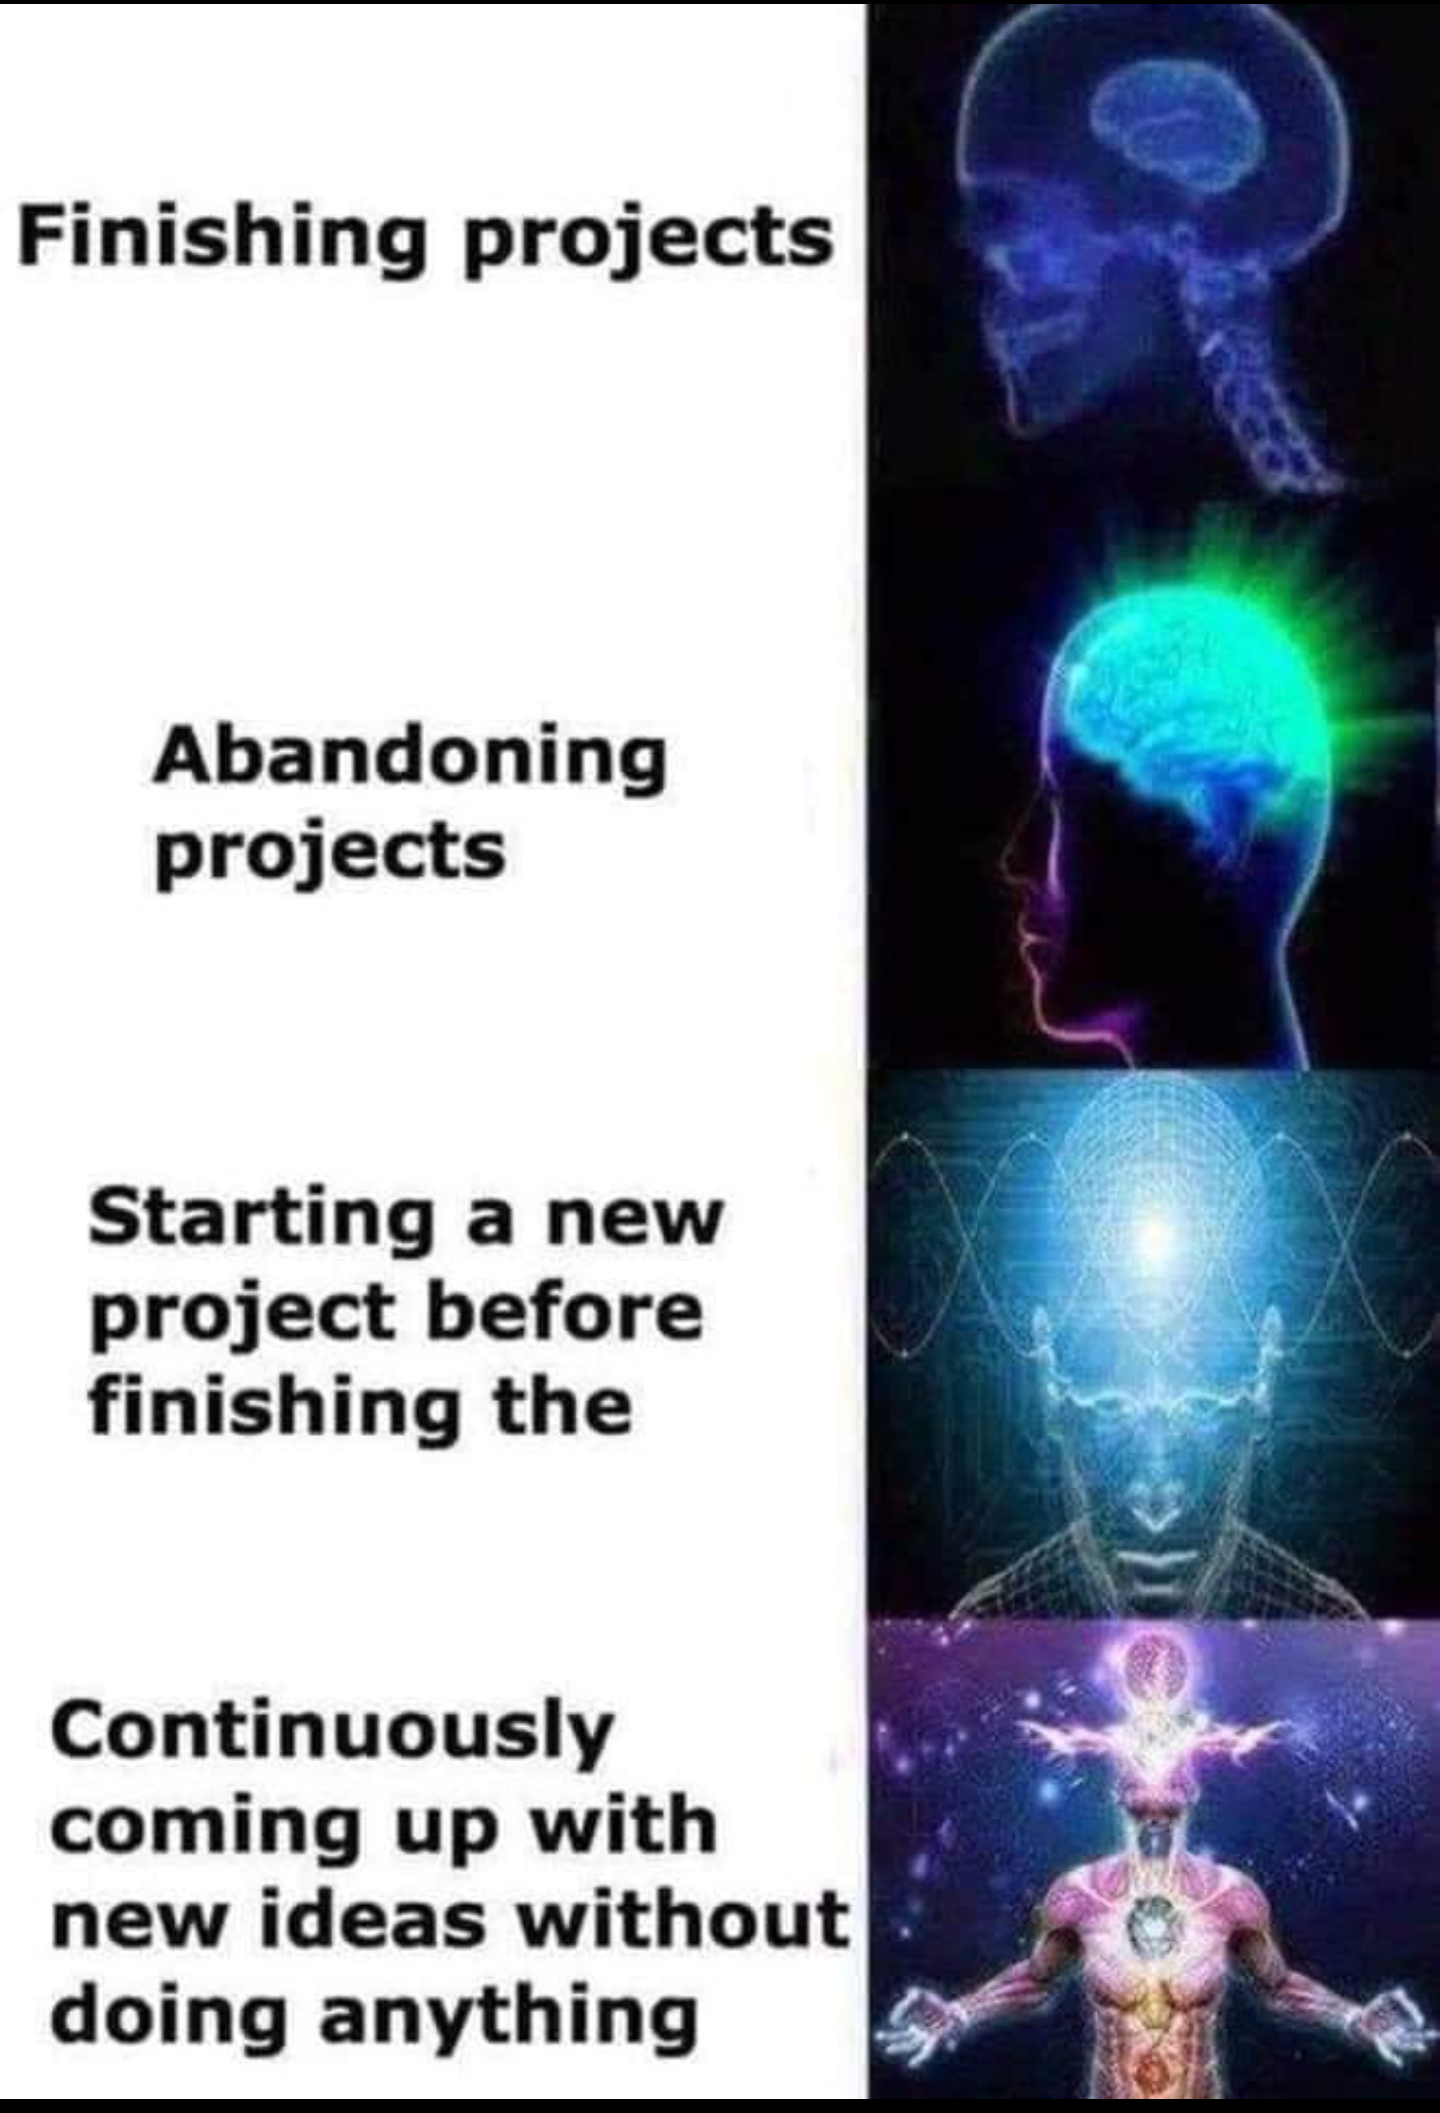 Finishing projects
Abandoning
projects
Starting a new
project before
finishing the
Continuously
coming up with
new ideas without
doing anything